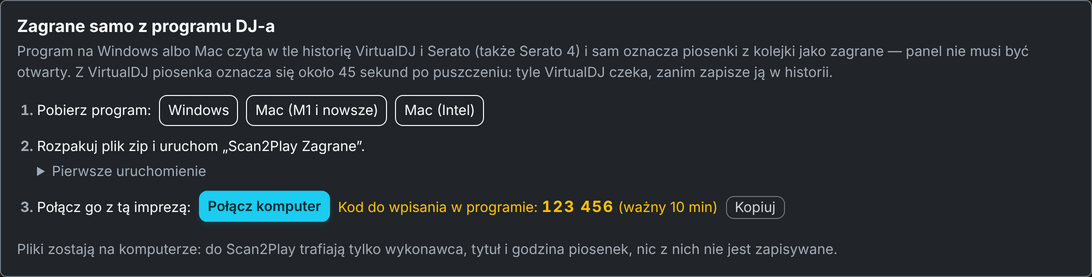 Zagrane samo z programu DJ-a
Program na Windows albo Mac czyta w tle historię VirtualDJ i Serato (także Serato 4) i sam oznacza piosenki z kolejki jako zagrane — panel nie musi być
otwarty. Z VirtualDJ piosenka oznacza się około 45 sekund po puszczeniu: tyle VirtualDJ czeka, zanim zapisze ją w historii.
1. Pobierz program: Windows Mac (M1 i nowsze) Mac (Intel)
2. Rozpakuj plik zip i uruchom „Scan2Play Zagrane”.
▶ Pierwsze uruchomienie
3. Połącz go z tą imprezą: Połącz komputer Kod do wpisania w programie: 123 456 (ważny 10 min) Kopiuj
Pliki zostają na komputerze: do Scan2Play trafiają tylko wykonawca, tytuł i godzina piosenek, nic z nich nie jest zapisywane.